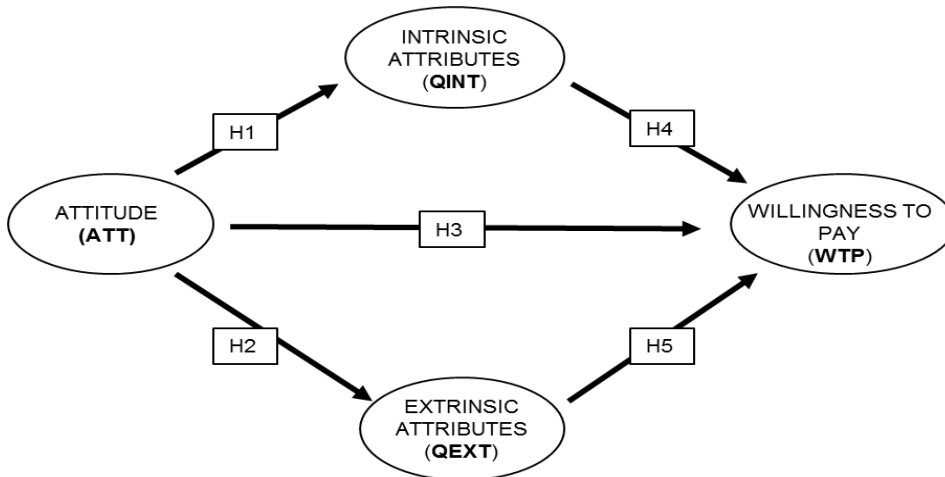 INTRINSIC
ATTRIBUTES
(QINT)
H1
H4
ATTITUDE
(ATT)
H3
WILLINGNESS TO
PAY
(WTP)
H2
H5
EXTRINSIC
ATTRIBUTES
(QEXT)